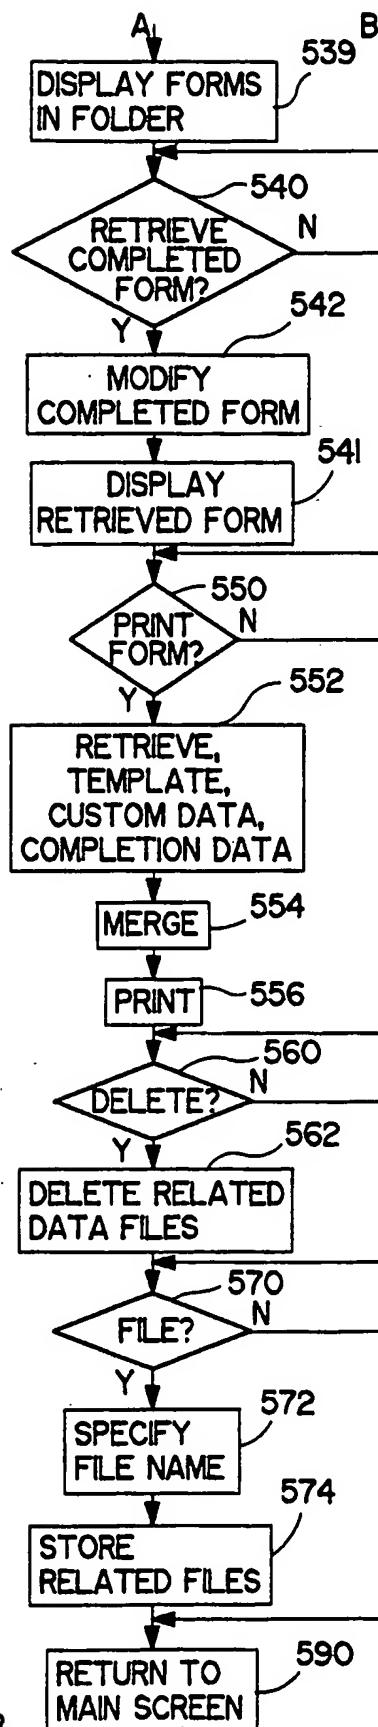 A
B
539
DISPLAY FORMS
IN FOLDER
540
RETRIEVE
COMPLETED
FORM?
N
Y
542
MODIFY
COMPLETED FORM
541
DISPLAY
RETRIEVED FORM
550
PRINT
FORM?
N
Y
552
RETRIEVE,
TEMPLATE,
CUSTOM DATA,
COMPLETION DATA
MERGE
554
PRINT
556
560
DELETE?
N
Y
562
DELETE RELATED
DATA FILES
570
FILE?
N
Y
572
SPECIFY
FILE NAME
574
STORE
RELATED FILES
590
RETURN TO
MAIN SCREEN